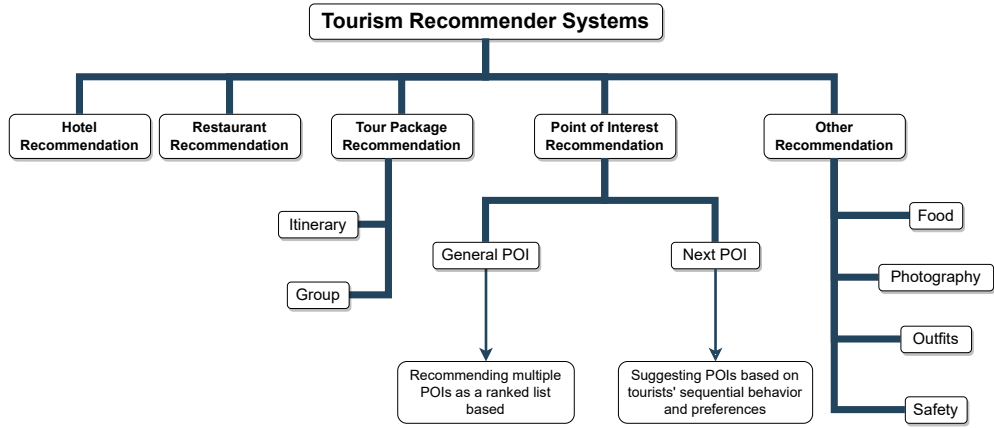 Tourism Recommender Systems
Hotel
Recommendation
Restaurant
Recommendation
Tour Package
Recommendation
Point of Interest
Recommendation
Other
Recommendation
Itinerary
Group
General POI
Next POI
Recommending multiple
POIs as a ranked list
based
Suggesting POIs based on
tourists' sequential behavior
and preferences
Food
Photography
Outfits
Safety